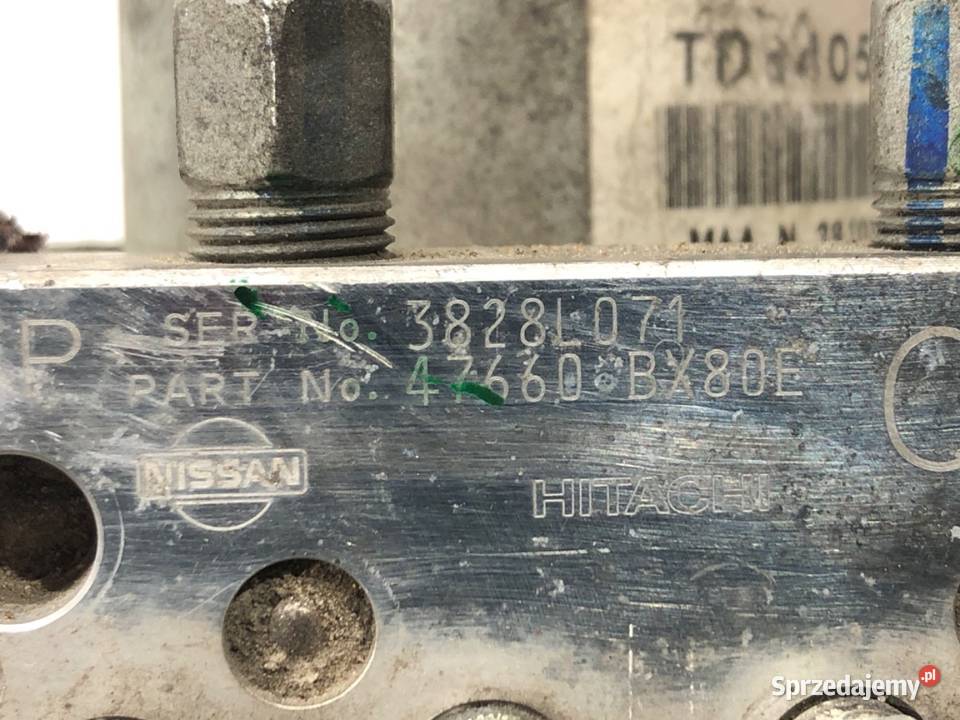 P
SER-No. 3828L071
PART No. 47660 BX80E
NISSAN
HITACHI
Sprzedajemy.pl